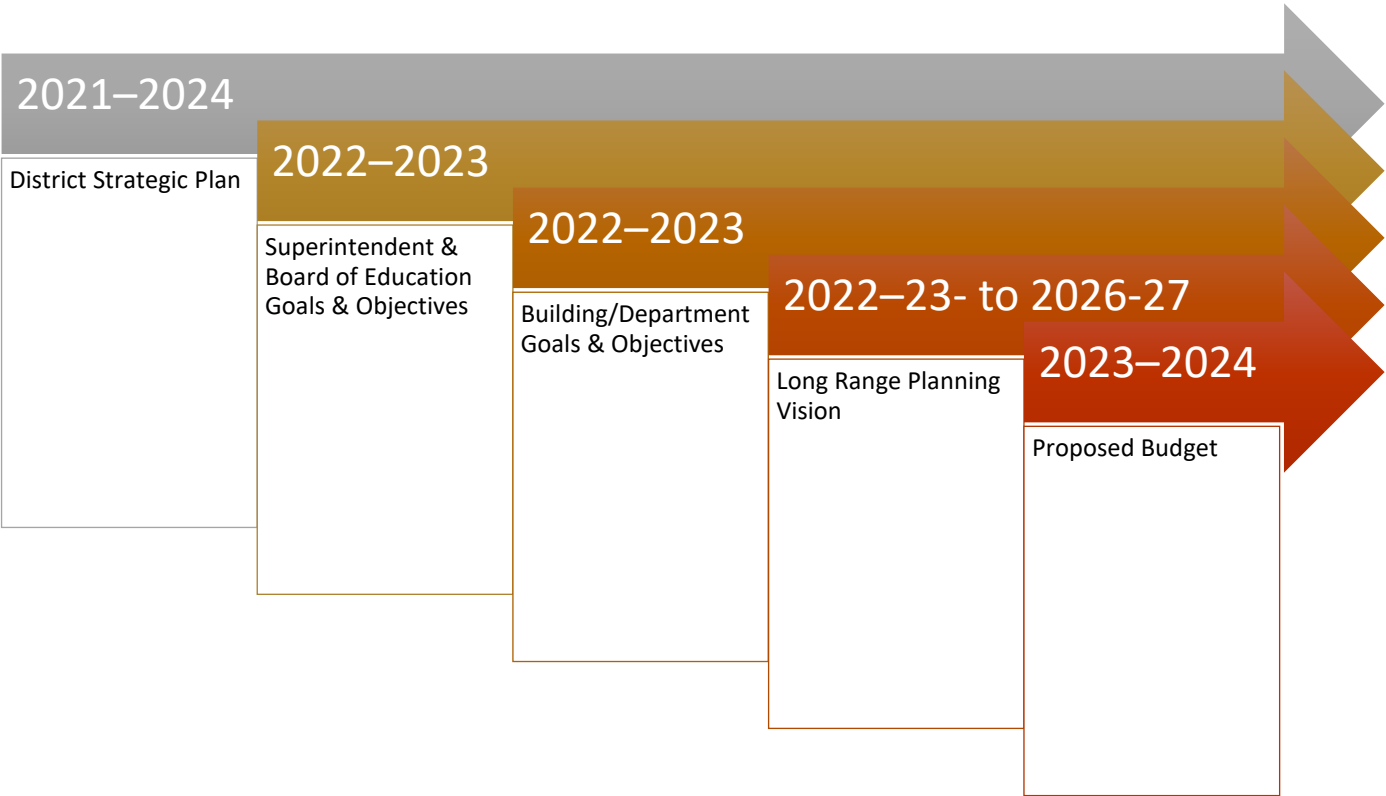 2021–2024
District Strategic Plan
2022–2023
Superintendent &
Board of Education
Goals & Objectives
2022–2023
Building/Department
Goals & Objectives
2022–23- to 2026-27
Long Range Planning
Vision
2023–2024
Proposed Budget